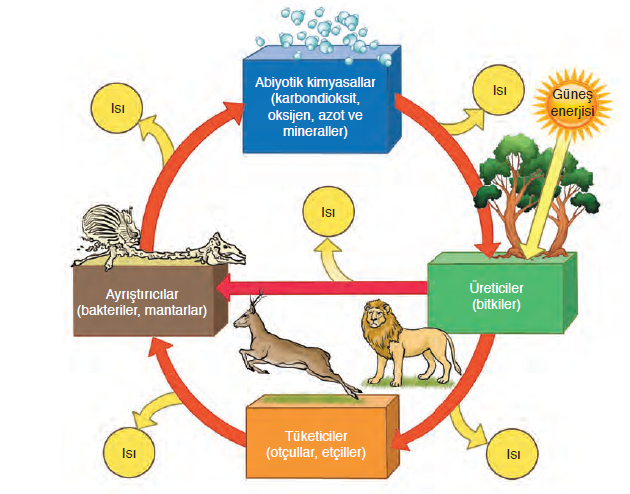 Abiyotik kimyasallar
(karbondioksit,
oksijen, azot ve
mineraller)
Isı
Isı
Güneş
enerjisi
Isı
Ayrıştırıcılar
(bakteriler, mantarlar)
Üreticiler
(bitkiler)
Tüketiciler
(otçullar, etçiller)
Isı
Isı